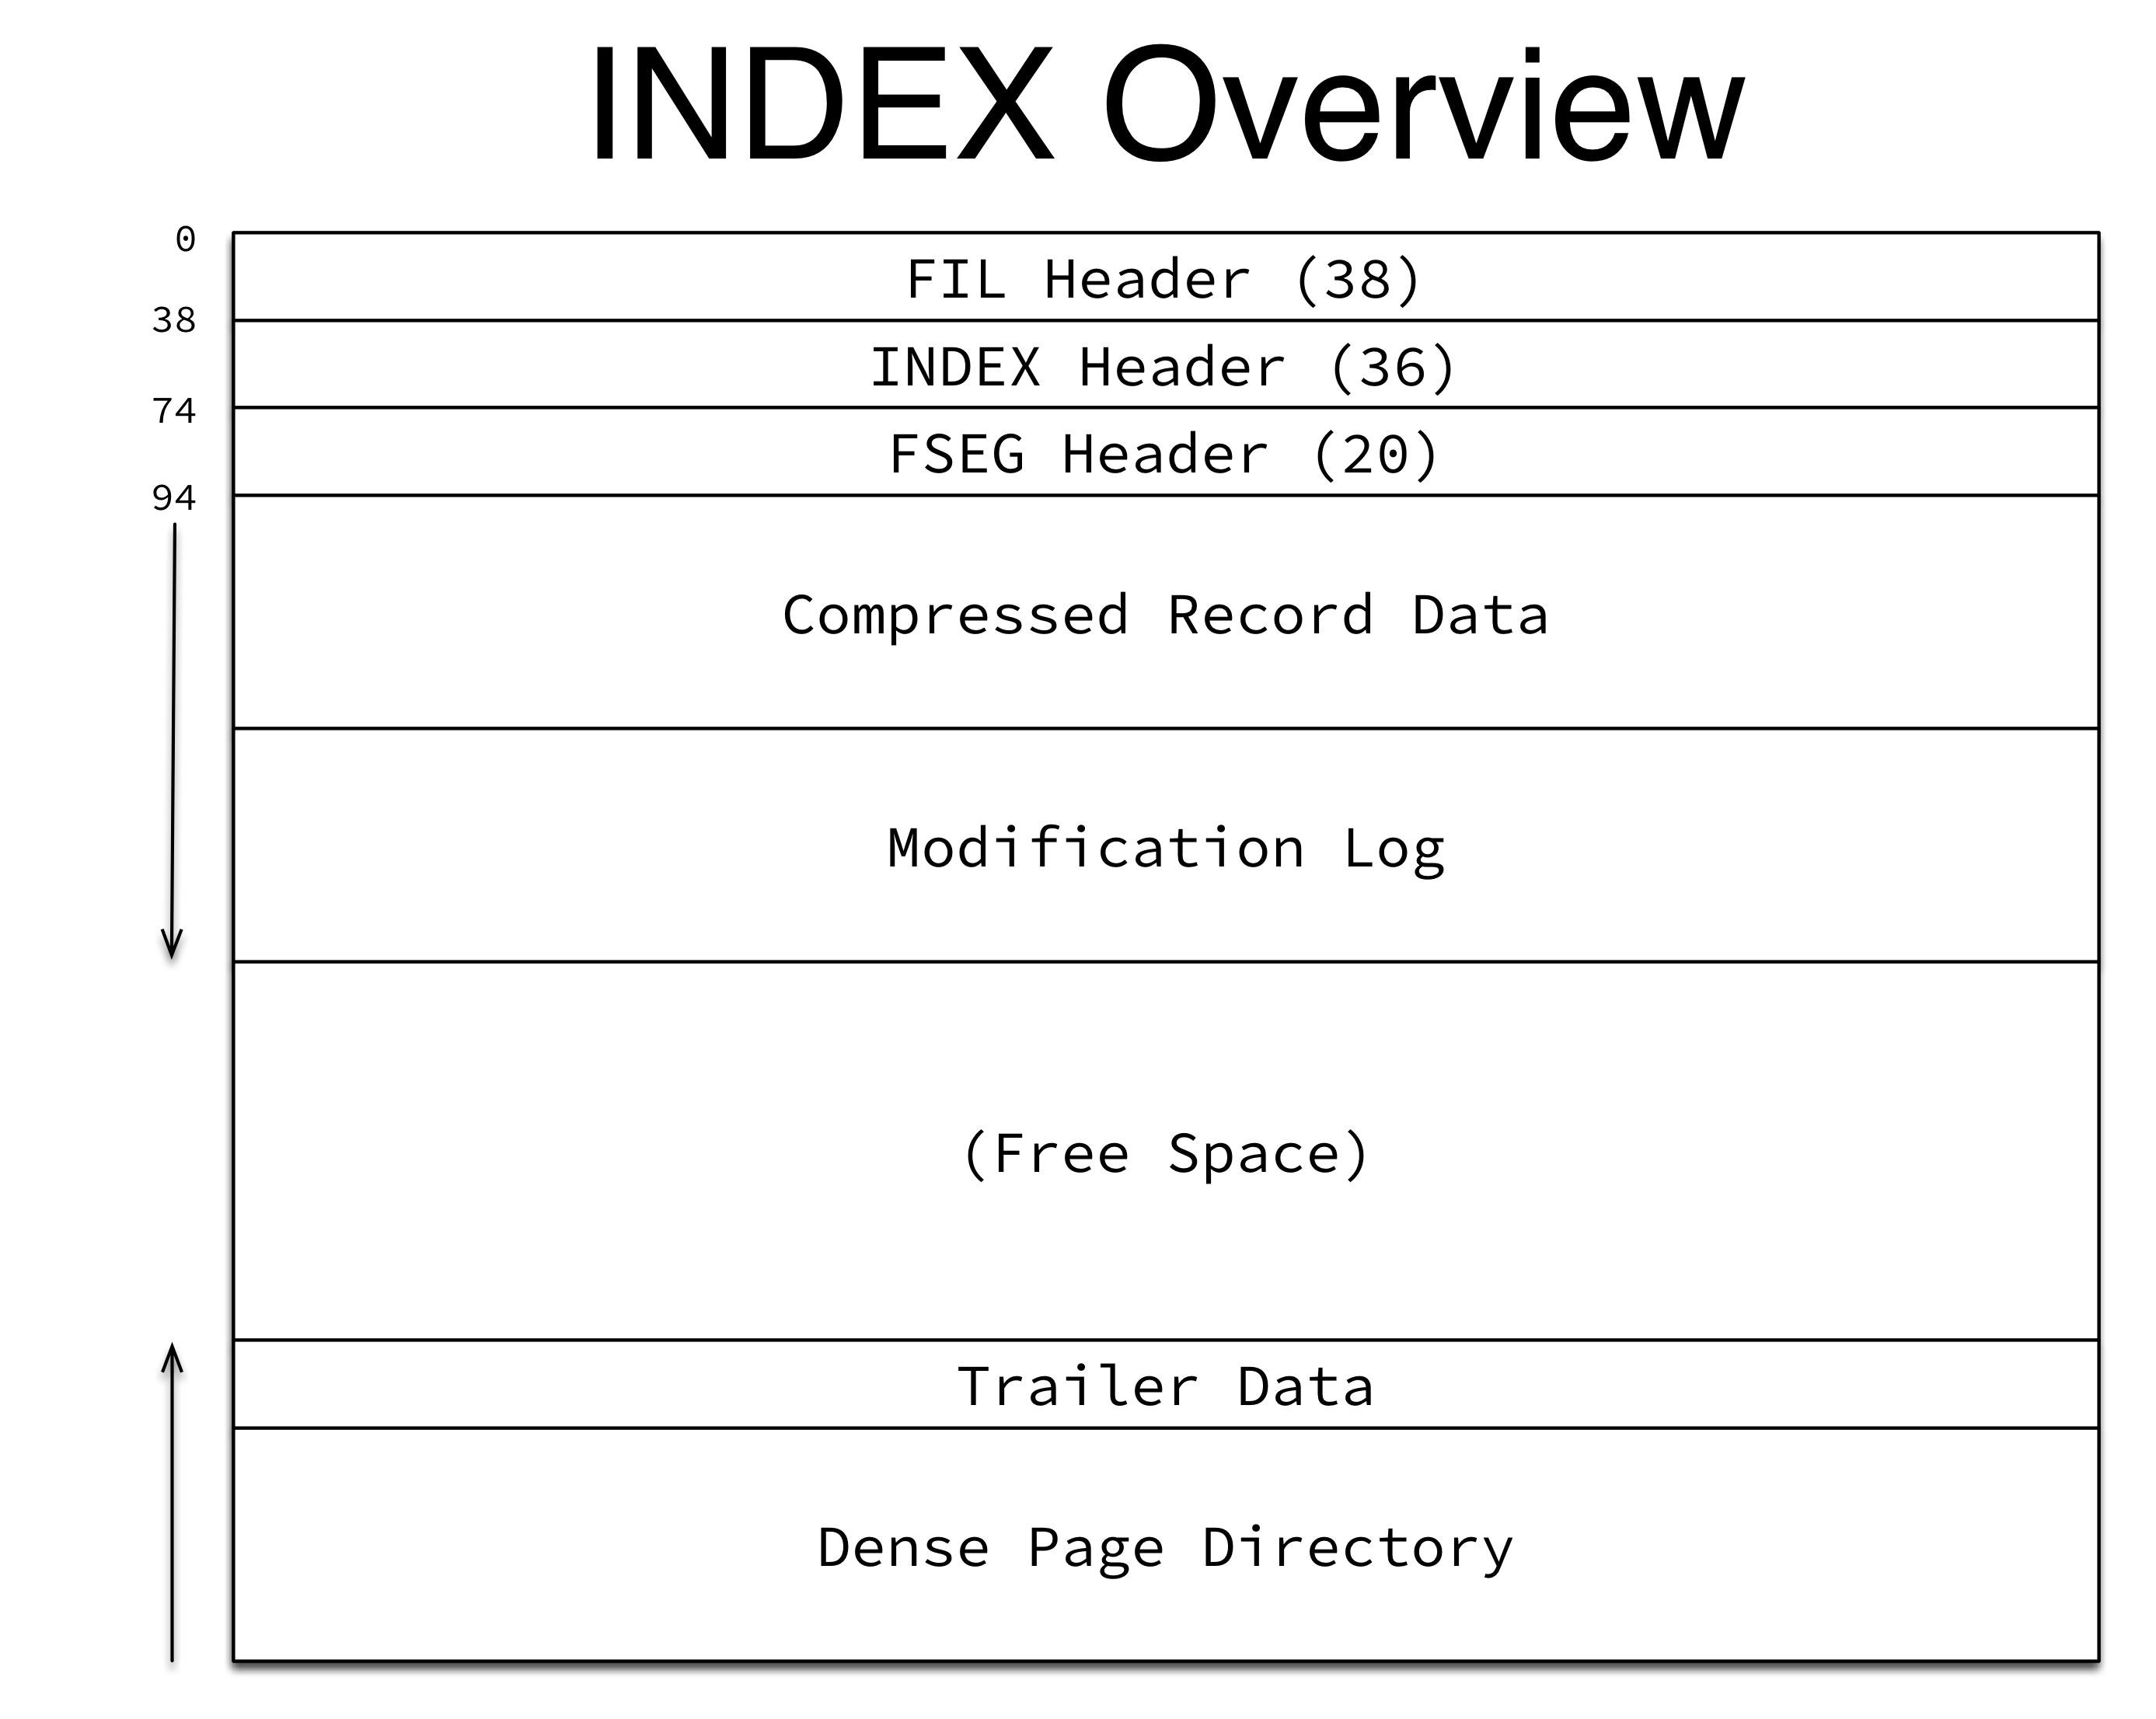 INDEX Overview
0
FIL Header (38)
38
INDEX Header (36)
74
FSEG Header (20)
94
Compressed Record Data
Modification Log
(Free Space)
Trailer Data
Dense Page Directory